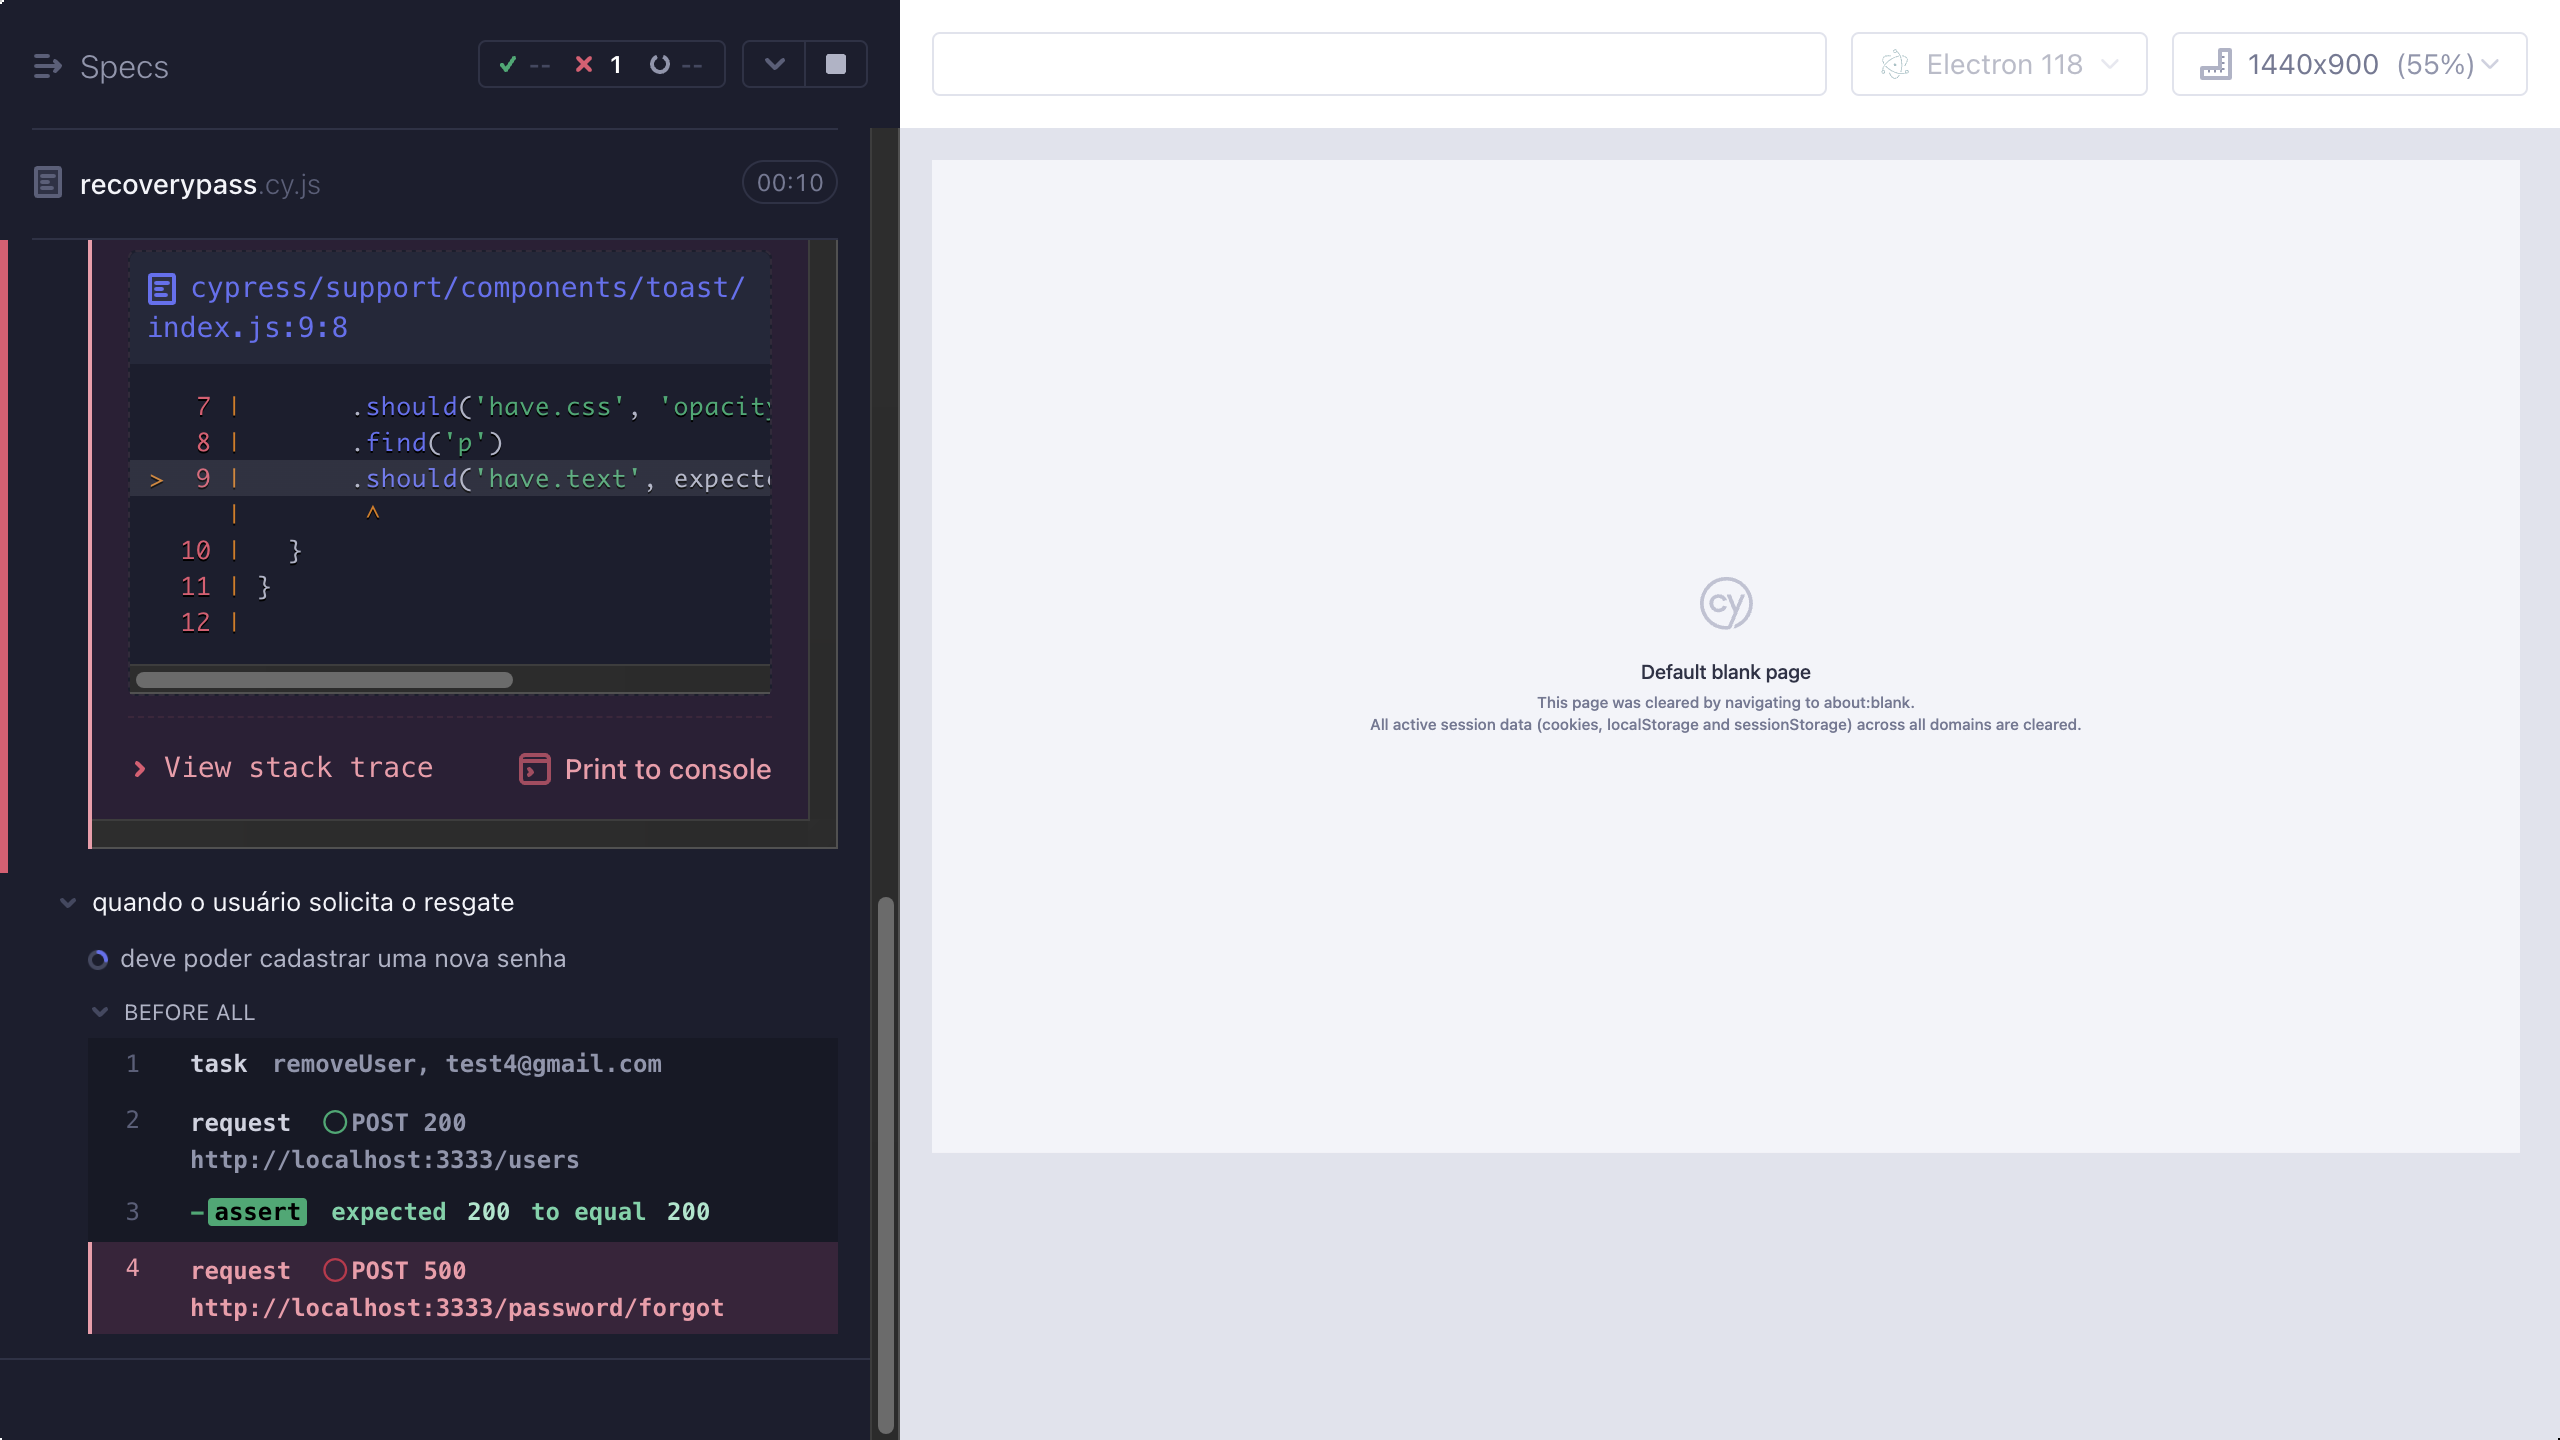 Specs
-- 1 --
recoverypass.cy.js 00:10
cypress/support/components/toast/
index.js:9:8
7 | .should('have.css', 'opacity
8 | .find('p')
> 9 | .should('have.text', expect
| ^
10 | }
11 | }
12 |
View stack trace
Print to console
quando o usuário solicita o resgate
deve poder cadastrar uma nova senha
BEFORE ALL
1 task removeUser, test4@gmail.com
2 request POST 200
http://localhost:3333/users
3 -assert expected 200 to equal 200
4 request POST 500
http://localhost:3333/password/forgot
Electron 118
1440x900 (55%)
cy
Default blank page
This page was cleared by navigating to about:blank.
All active session data (cookies, localStorage and sessionStorage) across all domains are cleared.